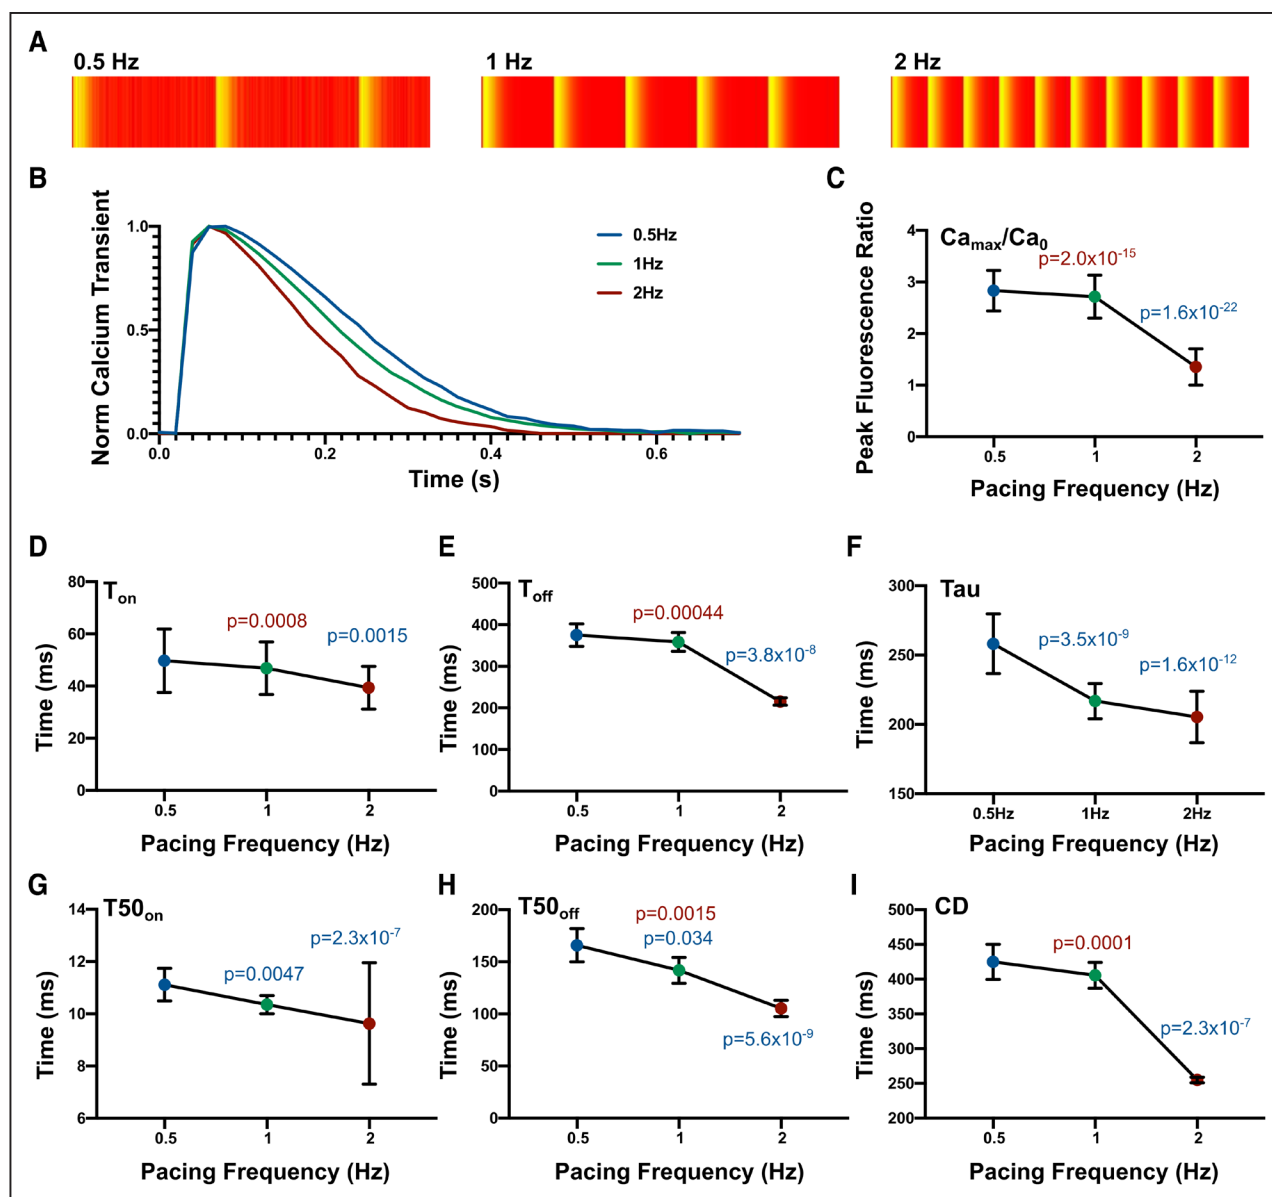 A
0.5 Hz
1 Hz
2 Hz
B
Norm Calcium Transient
1.0
0.5
0.0
0.0
0.2
0.4
0.6
Time (s)
0.5Hz
1Hz
2Hz
C
Peak Fluorescence Ratio
Ca_max/Ca_0
p=2.0x10^-15
p=1.6x10^-22
4
3
2
1
0
0.5
1
2
Pacing Frequency (Hz)
D
T_on
p=0.0008
p=0.0015
Time (ms)
80
60
40
20
0
0.5
1
2
Pacing Frequency (Hz)
E
T_off
p=0.00044
p=3.8x10^-8
Time (ms)
500
400
300
200
100
0
0.5
1
2
Pacing Frequency (Hz)
F
Tau
p=3.5x10^-9
p=1.6x10^-12
Time (ms)
300
250
200
150
0.5Hz
1Hz
2Hz
Pacing Frequency (Hz)
G
T50_on
p=2.3x10^-7
p=0.0047
Time (ms)
14
12
10
8
6
0.5
1
2
Pacing Frequency (Hz)
H
T50_off
p=0.0015
p=0.034
p=5.6x10^-9
Time (ms)
200
150
100
50
0
0.5
1
2
Pacing Frequency (Hz)
I
CD
p=0.0001
p=2.3x10^-7
Time (ms)
500
450
400
350
300
250
200
0.5
1
2
Pacing Frequency (Hz)